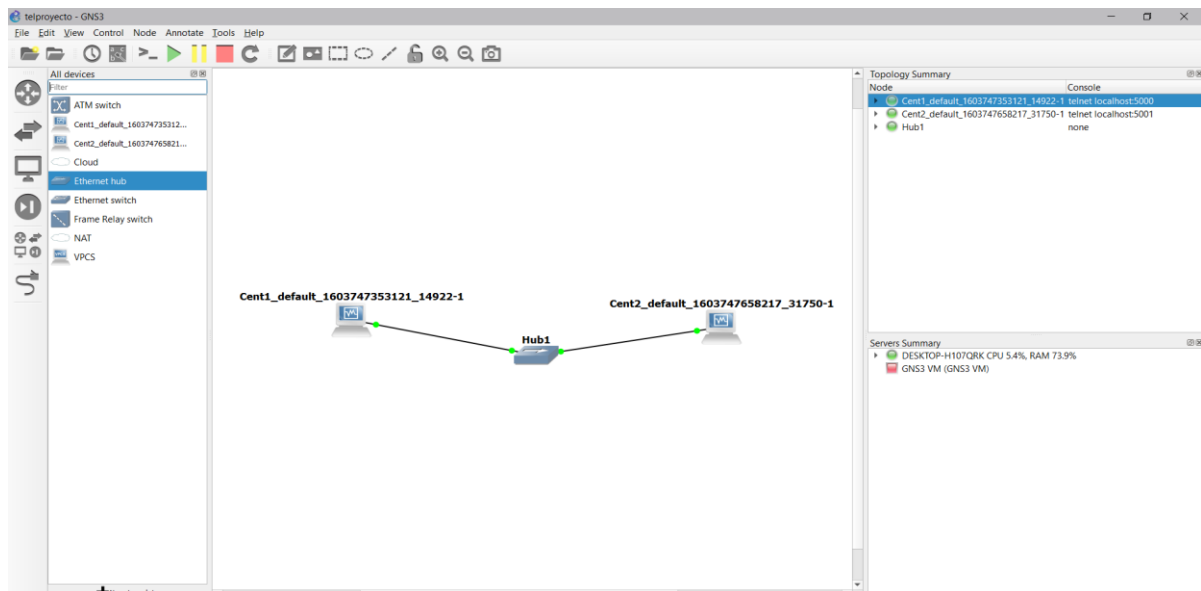 telproyecto - GNS3
File Edit View Control Node Annotate Tools Help
All devices
Filter
ATM switch
Cent1_default_160374735312...
Cent2_default_160374765821...
Cloud
Ethernet hub
Ethernet switch
Frame Relay switch
NAT
VPCS
Cent1_default_1603747353121_14922-1
Cent2_default_1603747658217_31750-1
Hub1
Topology Summary
Node Console
Cent1_default_1603747353121_14922-1 telnet localhost:5000
Cent2_default_1603747658217_31750-1 telnet localhost:5001
Hub1 none
Servers Summary
DESKTOP-H107QRK CPU 5.4%, RAM 73.9%
GNS3 VM (GNS3 VM)